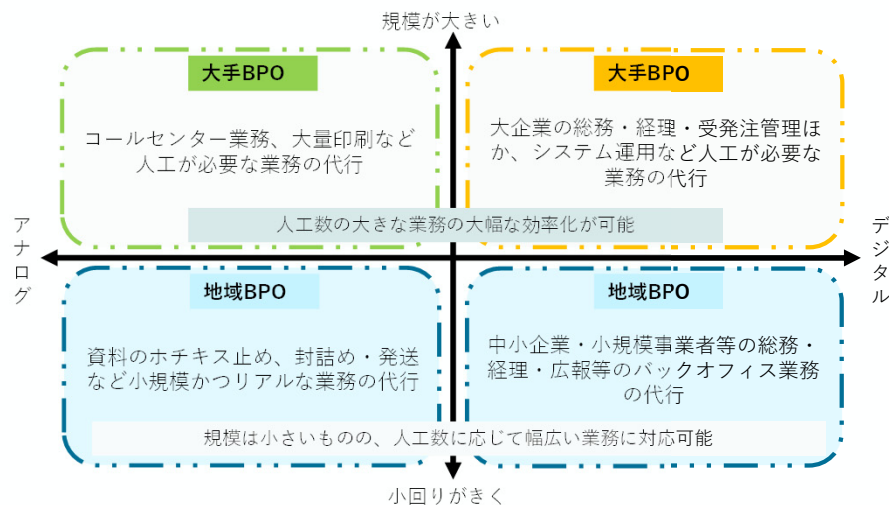 規模が大きい
大手BPO
コールセンター業務、大量印刷など
人工が必要な業務の代行
大手BPO
大企業の総務・経理・受発注管理ほ
か、システム運用など人工が必要な
業務の代行
人工数の大きな業務の大幅な効率化が可能
アナログ
デジタル
地域BPO
資料のホチキス止め、封詰め・発送
など小規模かつリアルな業務の代行
地域BPO
中小企業・小規模事業者等の総務・
経理・広報等のバックオフィス業務
の代行
規模は小さいものの、人工数に応じて幅広い業務に対応可能
小回りがきく